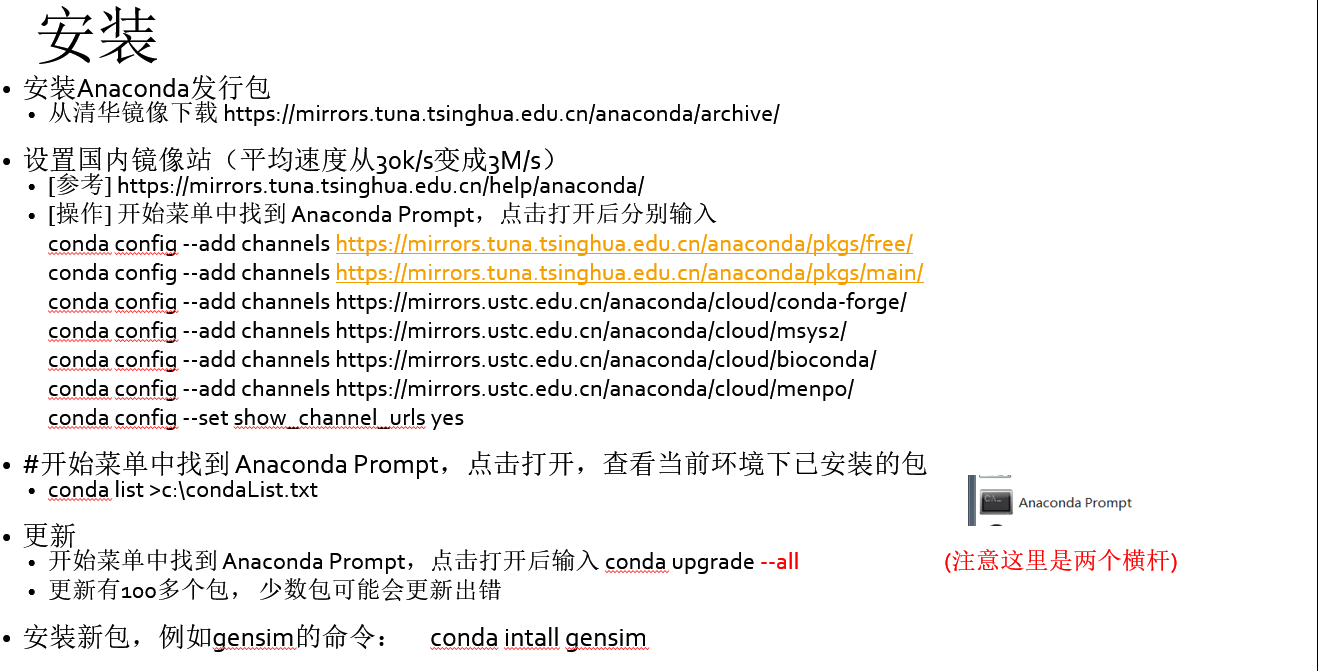 安装
• 安装Anaconda发行包
• 从清华镜像下载 https://mirrors.tuna.tsinghua.edu.cn/anaconda/archive/
• 设置国内镜像站（平均速度从30k/s变成3M/s）
• [参考] https://mirrors.tuna.tsinghua.edu.cn/help/anaconda/
• [操作] 开始菜单中找到 Anaconda Prompt，点击打开后分别输入
conda config --add channels https://mirrors.tuna.tsinghua.edu.cn/anaconda/pkgs/free/
conda config --add channels https://mirrors.tuna.tsinghua.edu.cn/anaconda/pkgs/main/
conda config --add channels https://mirrors.ustc.edu.cn/anaconda/cloud/conda-forge/
conda config --add channels https://mirrors.ustc.edu.cn/anaconda/cloud/msys2/
conda config --add channels https://mirrors.ustc.edu.cn/anaconda/cloud/bioconda/
conda config --add channels https://mirrors.ustc.edu.cn/anaconda/cloud/menpo/
conda config --set show_channel_urls yes
• #开始菜单中找到 Anaconda Prompt，点击打开，查看当前环境下已安装的包
• conda list >c:\condaList.txt
Anaconda Prompt
• 更新
• 开始菜单中找到 Anaconda Prompt，点击打开后输入 conda upgrade --all (注意这里是两个横杆)
• 更新有100多个包， 少数包可能会更新出错
• 安装新包，例如gensim的命令： conda intall gensim